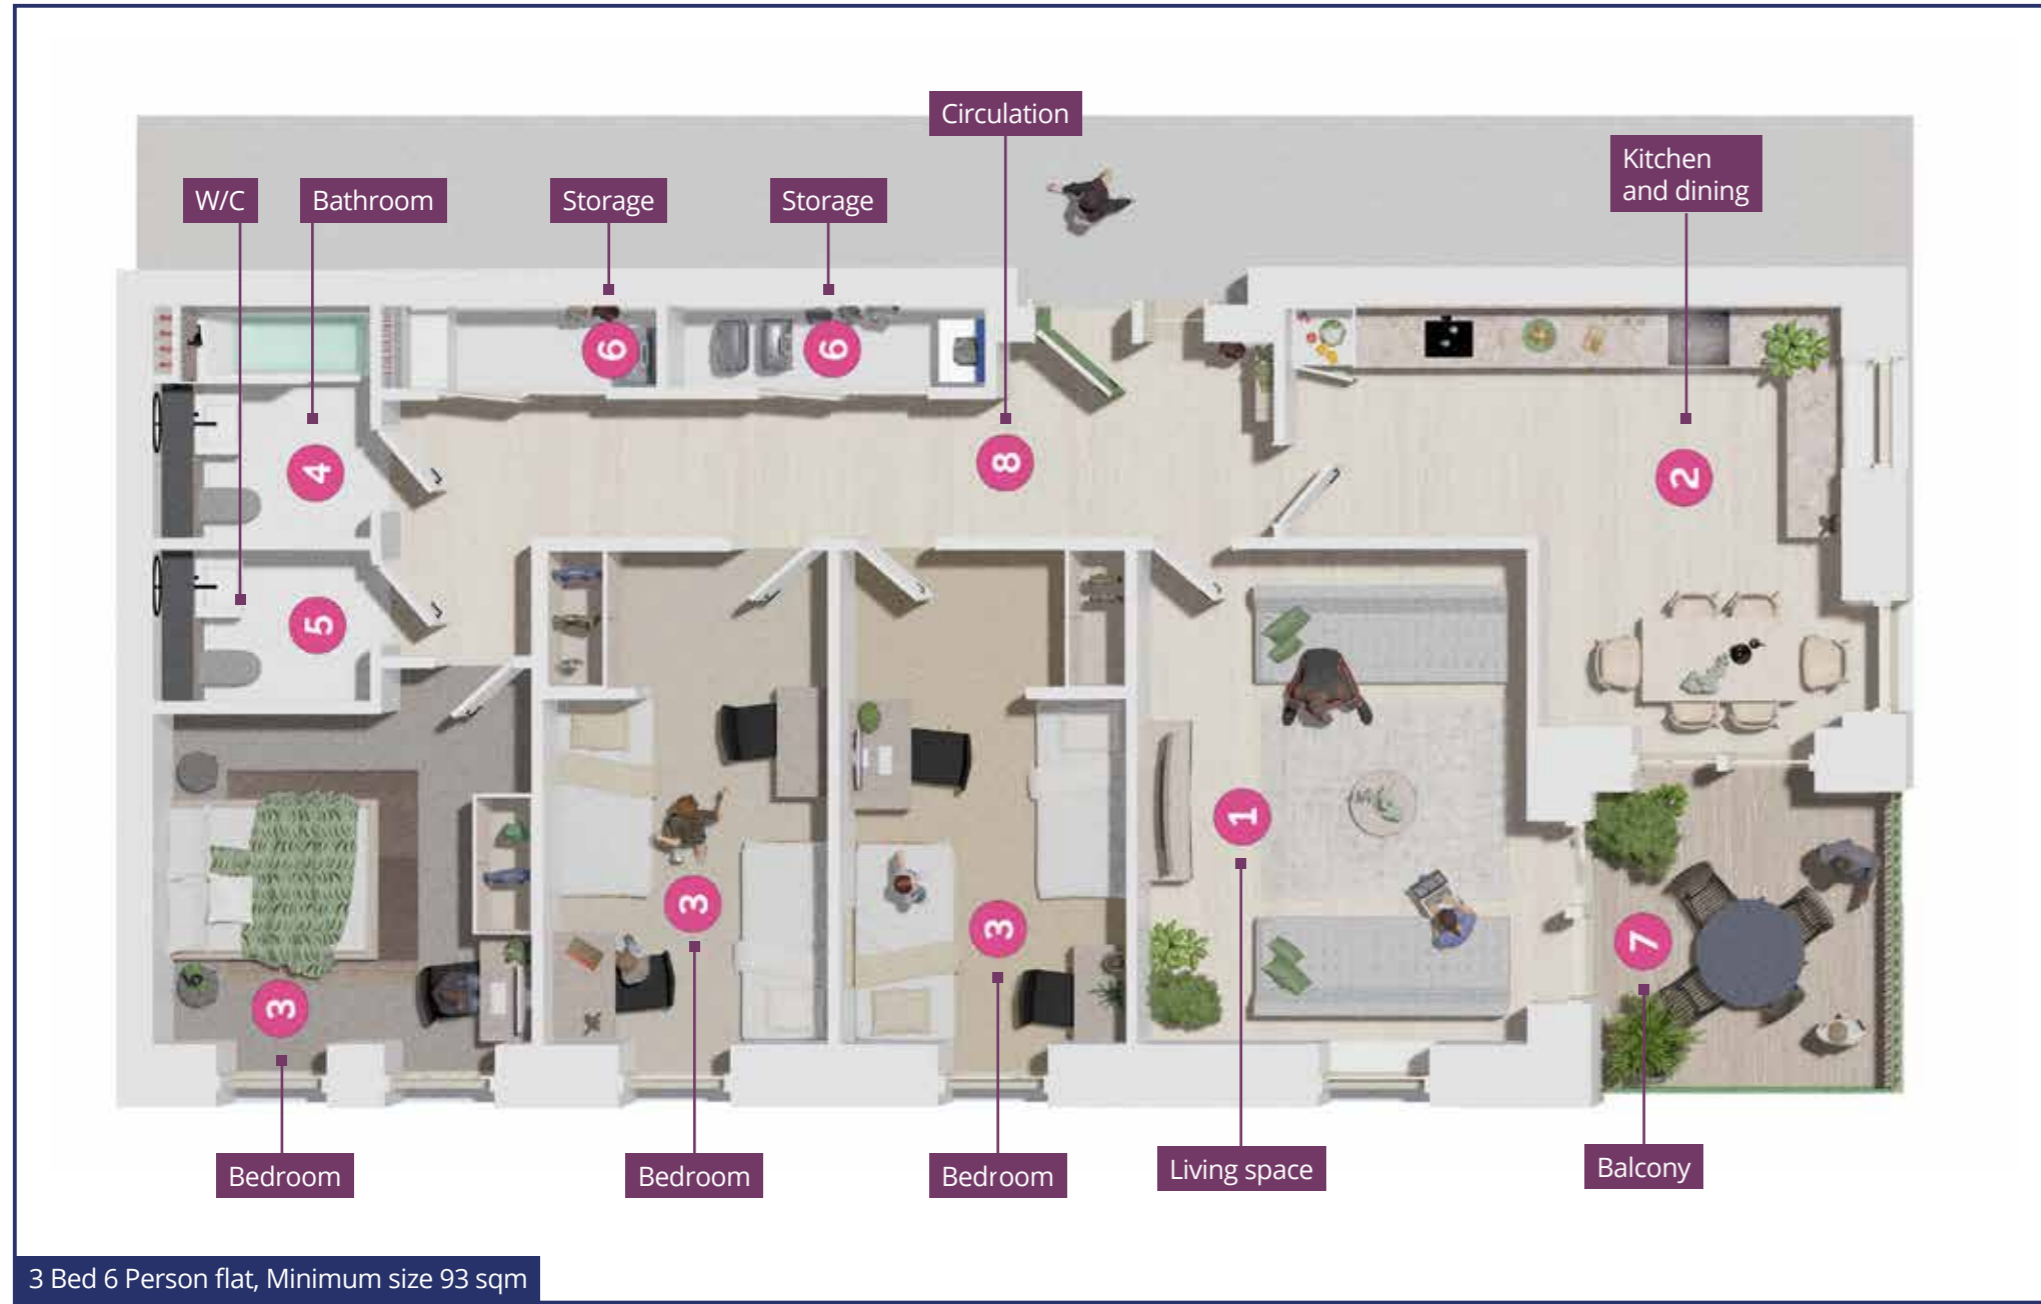 Circulation
Kitchen
and dining
W/C
Bathroom
Storage
Storage
6
6
4
8
2
5
1
3
3
3
7
Bedroom
Bedroom
Bedroom
Living space
Balcony
3 Bed 6 Person flat, Minimum size 93 sqm